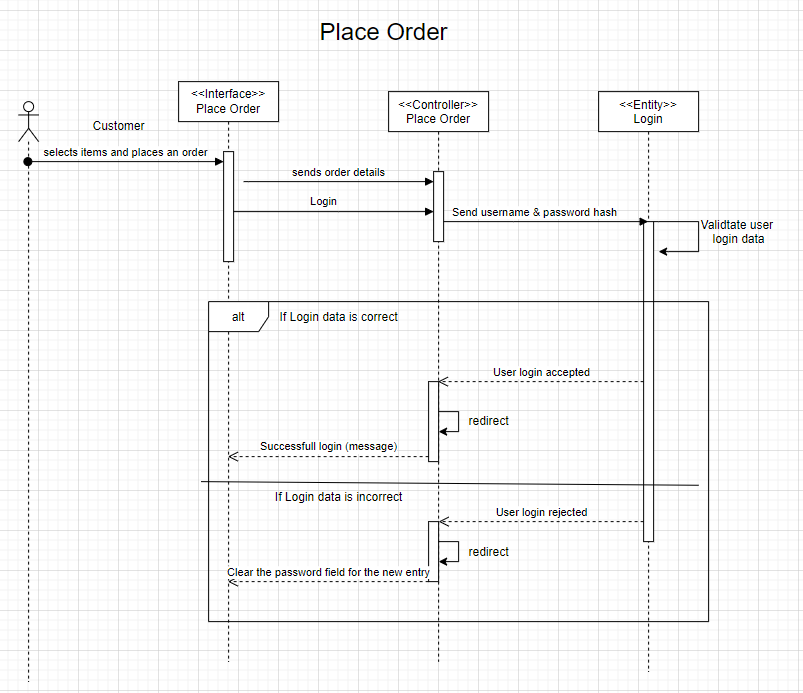 Place Order
<<Interface>>
Place Order
<<Controller>>
Place Order
<<Entity>>
Login
Customer
selects items and places an order
sends order details
Login
Send username & password hash
Validtate user
login data
alt
If Login data is correct
User login accepted
redirect
Successfull login (message)
If Login data is incorrect
User login rejected
redirect
Clear the password field for the new entry